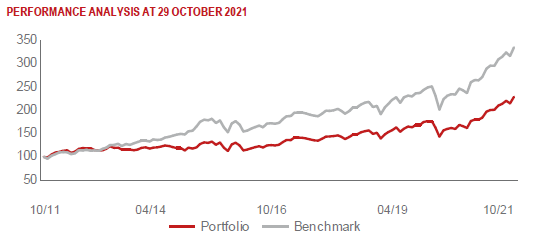 PERFORMANCE ANALYSIS AT 29 OCTOBER 2021
350
300
250
200
150
100
50
10/11 04/14 10/16 04/19 10/21
Portfolio Benchmark